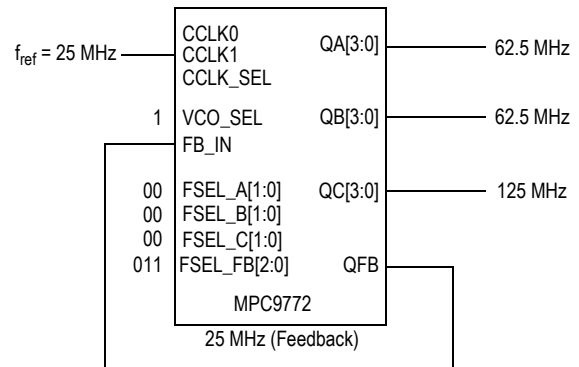 CCLK0
f_ref = 25 MHz CCLK1
CCLK_SEL
QA[3:0] 62.5 MHz
1 VCO_SEL QB[3:0] 62.5 MHz
FB_IN
00 FSEL_A[1:0] QC[3:0] 125 MHz
00 FSEL_B[1:0]
00 FSEL_C[1:0]
011 FSEL_FB[2:0] QFB
MPC9772
25 MHz (Feedback)